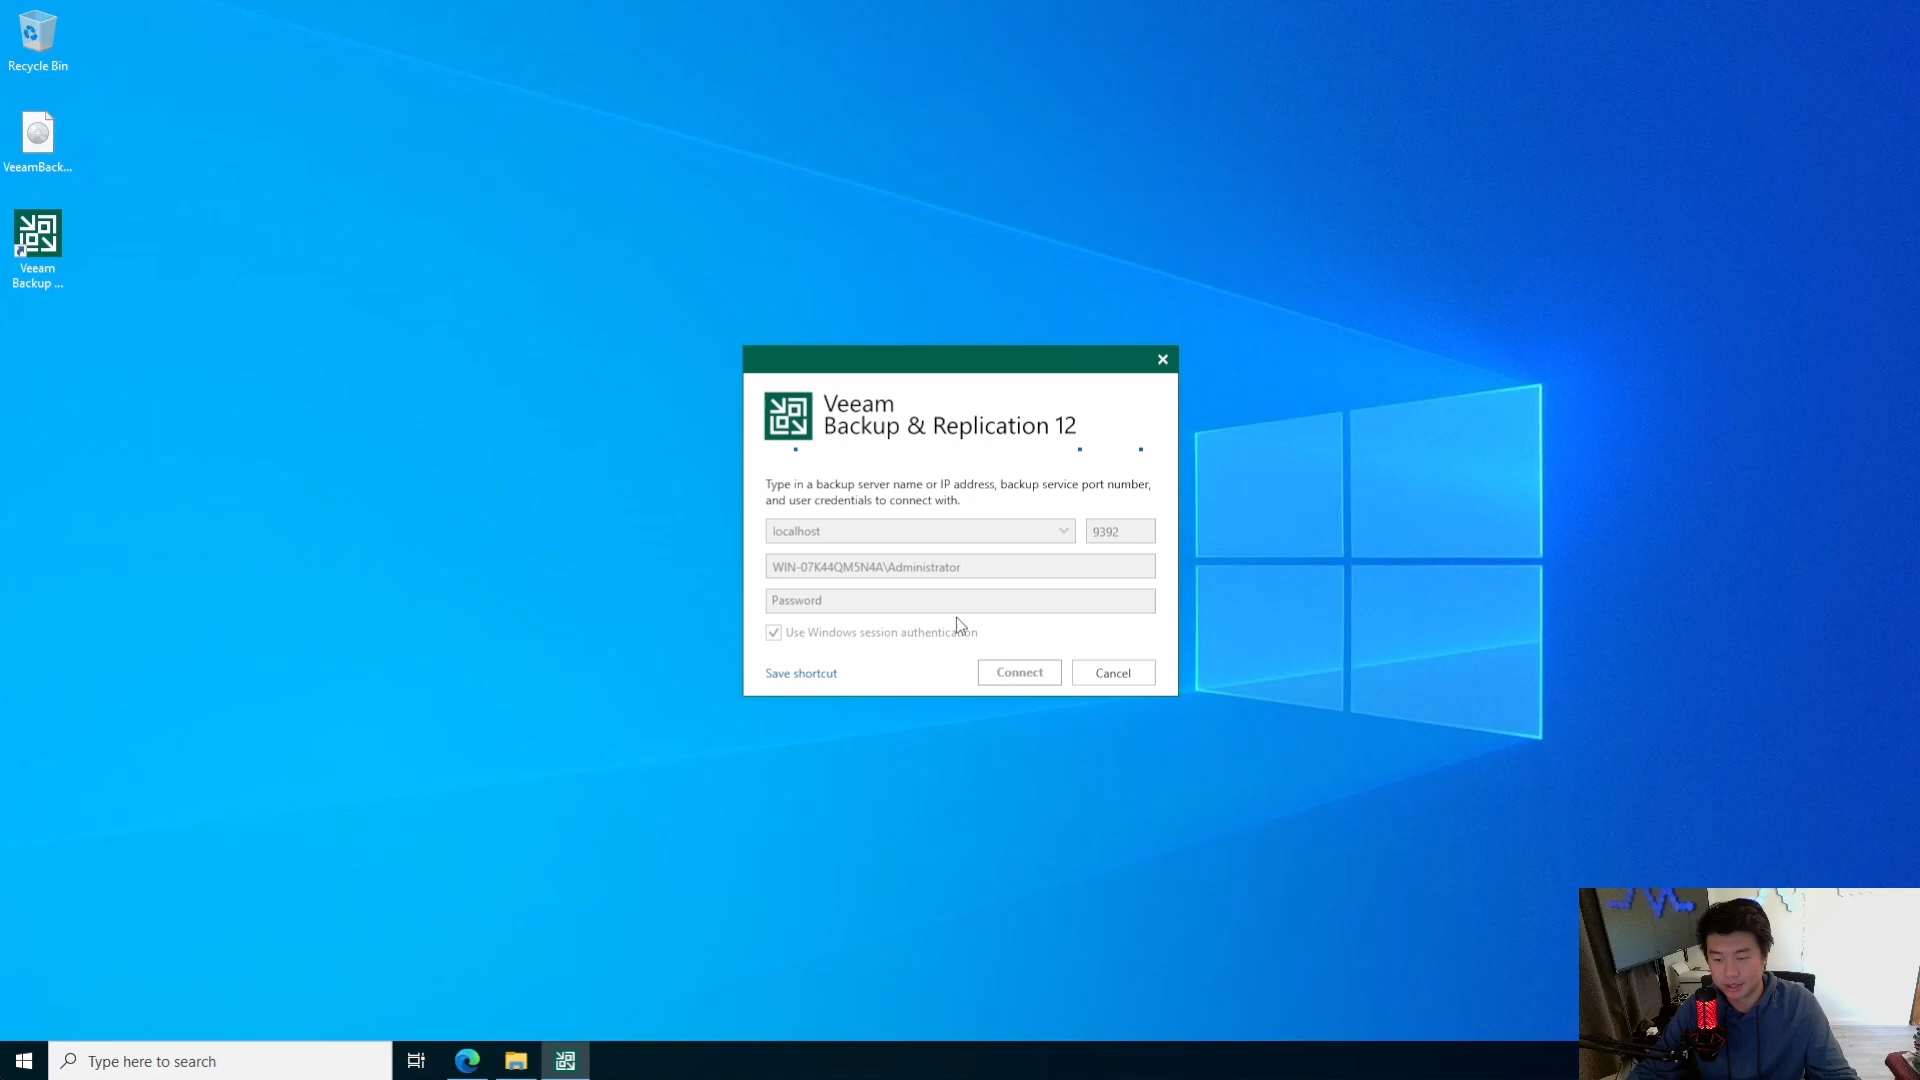 Recycle Bin
VeeamBack...
Veeam
Backup ...
Veeam
Backup & Replication 12
Type in a backup server name or IP address, backup service port number,
and user credentials to connect with.
localhost
9392
WIN-07K44QM5N4A\Administrator
Password
Use Windows session authentication
Save shortcut
Connect
Cancel
Type here to search